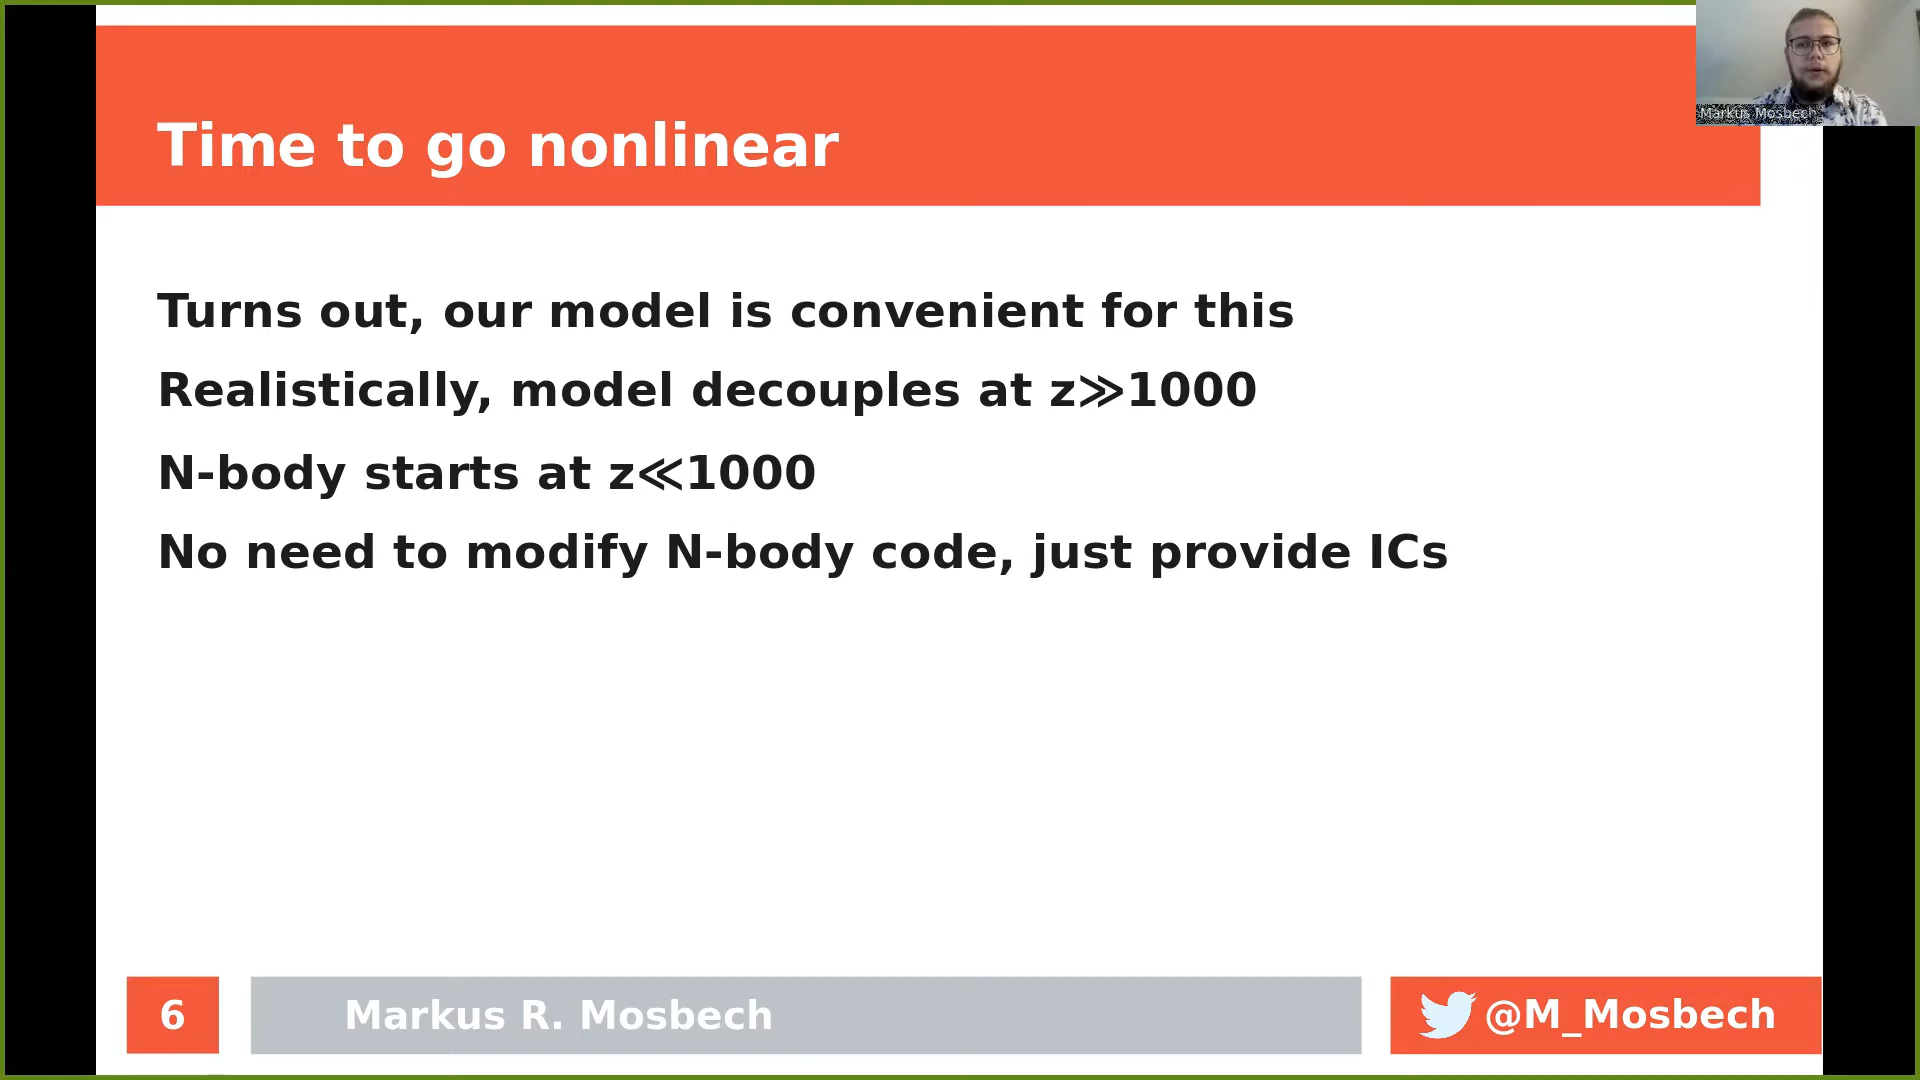 Markus Mosbech
Time to go nonlinear
Turns out, our model is convenient for this
Realistically, model decouples at z≫1000
N-body starts at z≪1000
No need to modify N-body code, just provide ICs
6
Markus R. Mosbech
@M_Mosbech